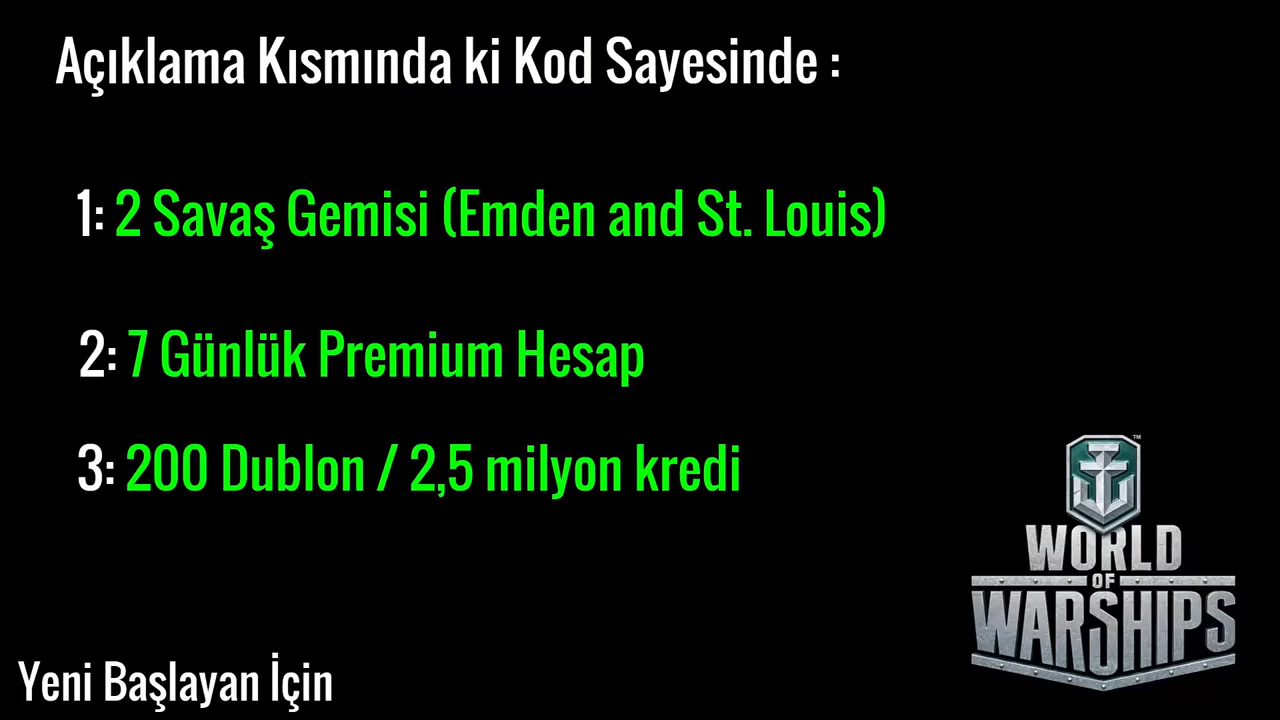 Açıklama Kısmında ki Kod Sayesinde :
1: 2 Savaş Gemisi (Emden and St. Louis)
2: 7 Günlük Premium Hesap
3: 200 Dublon / 2,5 milyon kredi
TM
WORLD
OF
WARSHIPS
Yeni Başlayan İçin